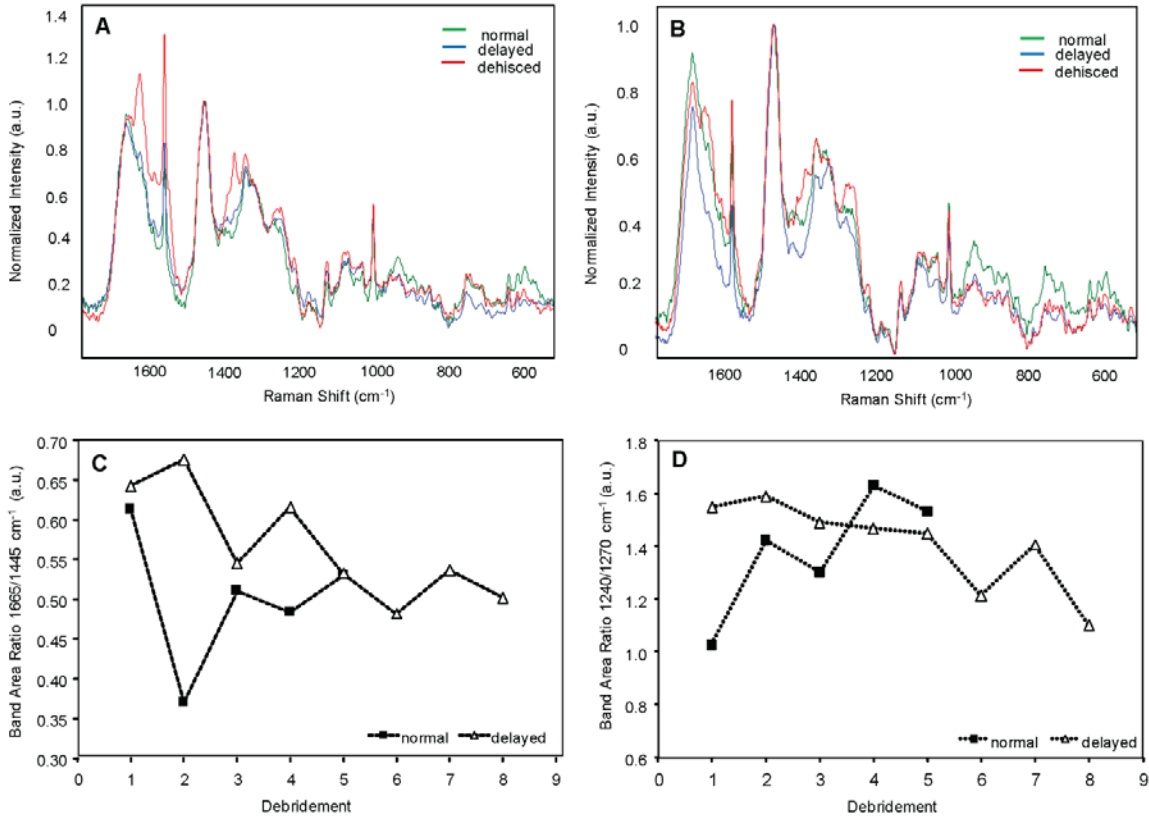 A
normal
delayed
dehisced
1.4
1.2
1.0
0.8
0.6
0.4
0.2
0
Normalized Intensity (a.u.)
1600 1400 1200 1000 800 600
Raman Shift (cm⁻¹)
B
normal
delayed
dehisced
1.0
0.8
0.6
0.4
0.2
0
Normalized Intensity (a.u.)
1600 1400 1200 1000 800 600
Raman Shift (cm⁻¹)
C
0.70
0.65
0.60
0.55
0.50
0.45
0.40
0.35
0.30
Band Area Ratio 1665/1445 cm⁻¹ (a.u.)
normal delayed
0 1 2 3 4 5 6 7 8 9
Debridement
D
1.8
1.6
1.4
1.2
1.0
0.8
0.6
Band Area Ratio 1240/1270 cm⁻¹ (a.u.)
normal delayed
0 1 2 3 4 5 6 7 8 9
Debridement